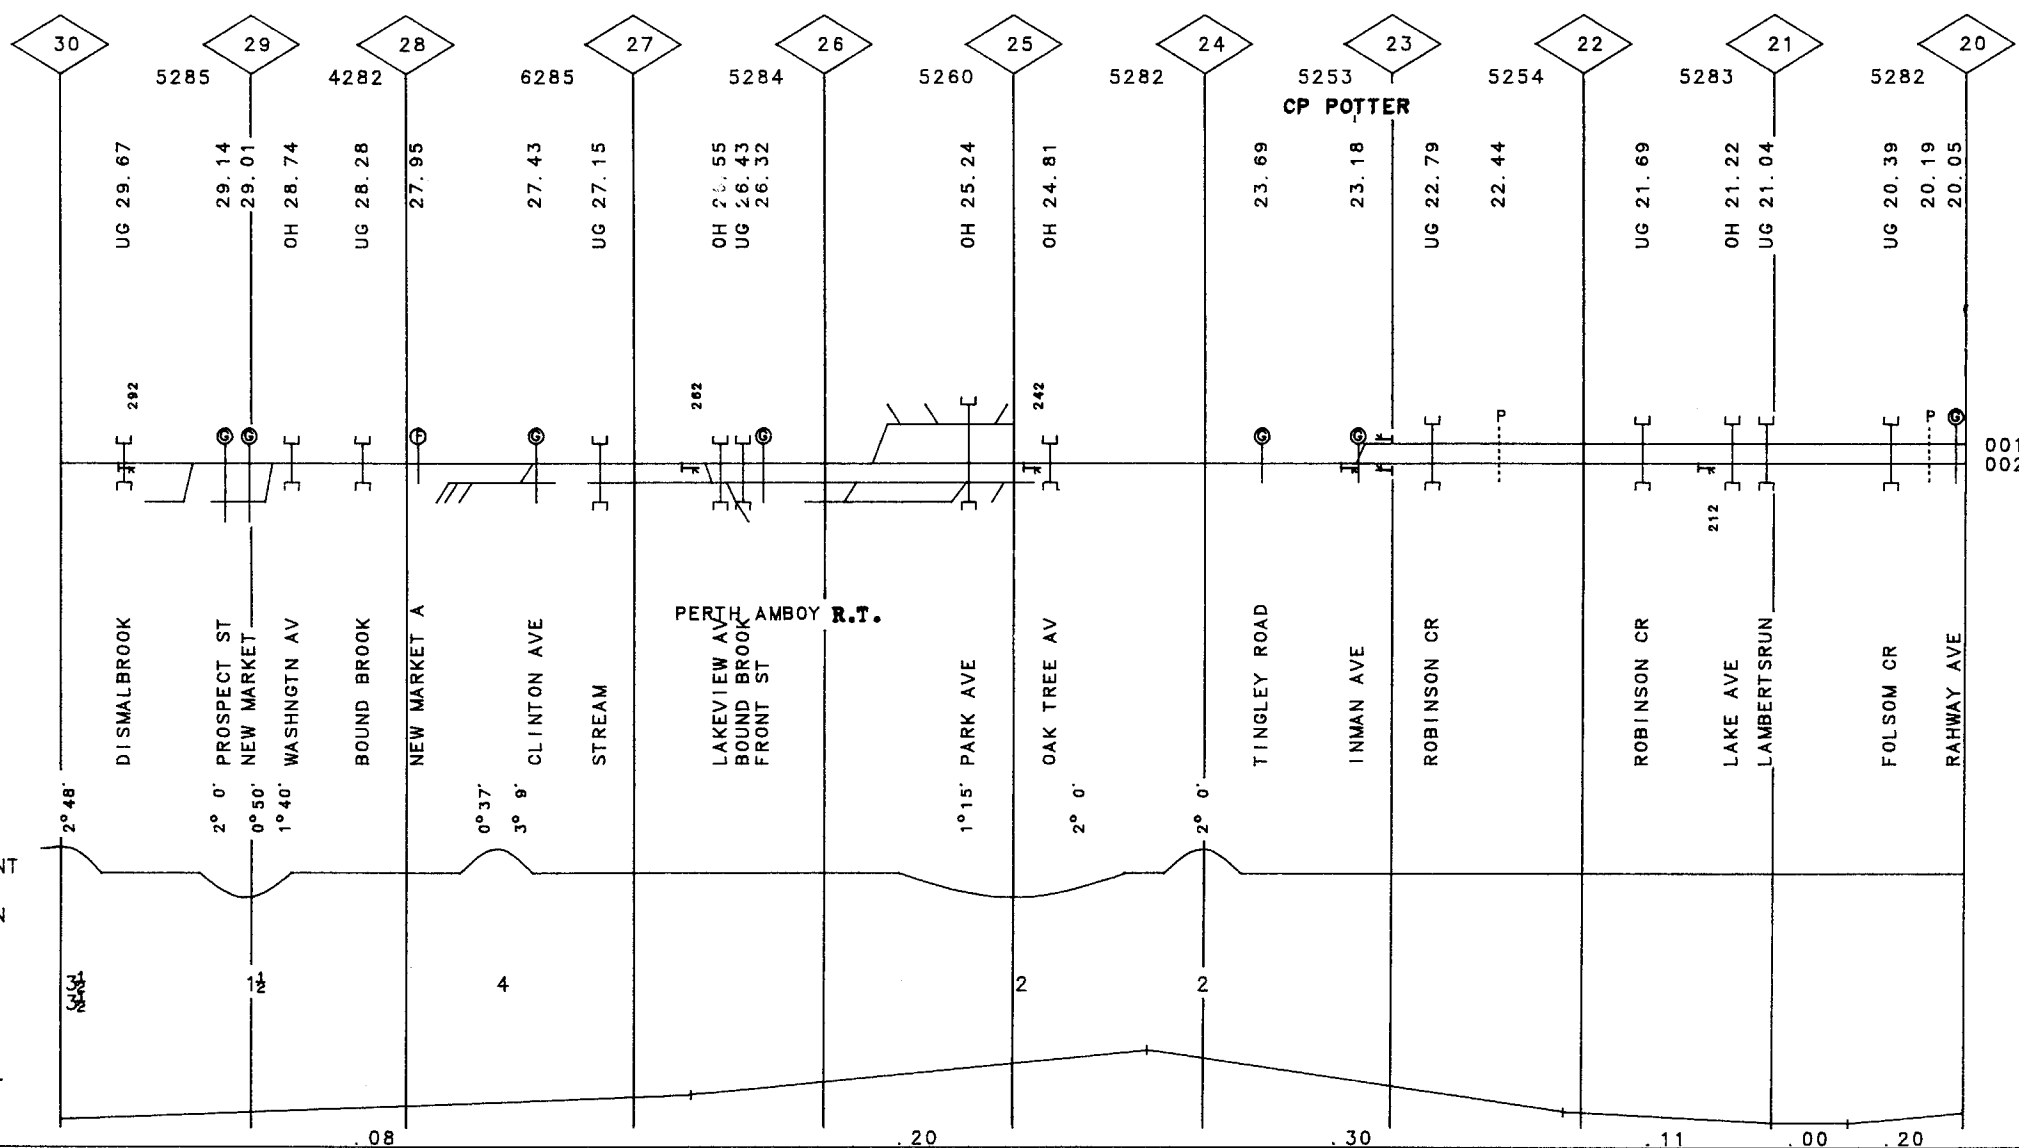 30 29 28 27 26 25 24 23 22 21 20
5285 4282 6285 5284 5260 5282 5253 5254 5283 5282
CP POTTER
UG 29.67
29.14
29.01
OH 28.74
UG 28.28
27.95
27.43
UG 27.15
OH 26.55
UG 26.43
26.32
OH 25.24
OH 24.81
23.69
23.18
UG 22.79
22.44
UG 21.69
OH 21.22
UG 21.04
UG 20.39
20.19
20.05
292
262
242
G G F G G G G P P G
001
002
212
PERTH AMBOY R.T.
DISMALBROOK
PROSPECT ST
NEW MARKET
WASHNGTN AV
BOUND BROOK
NEW MARKET A
CLINTON AVE
STREAM
LAKEVIEW AV
BOUND BROOK
FRONT ST
PARK AVE
OAK TREE AV
TINGLEY ROAD
INMAN AVE
ROBINSON CR
ROBINSON CR
LAKE AVE
LAMBERTSRUN
FOLSOM CR
RAHWAY AVE
2° 48'
2° 0'
0° 50'
1° 40'
0° 37'
3° 9'
1° 15'
2° 0'
2° 0'
NT
N
3½ 1½ 4 2 2
3½
.08 .20 .30 .11 .00 .20